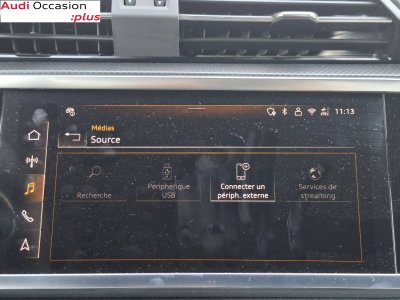 Audi Occasion
:plus
11:13
Médias
Source
Recherche
Périphérique
USB
Connecter un
périph. externe
Services de
streaming